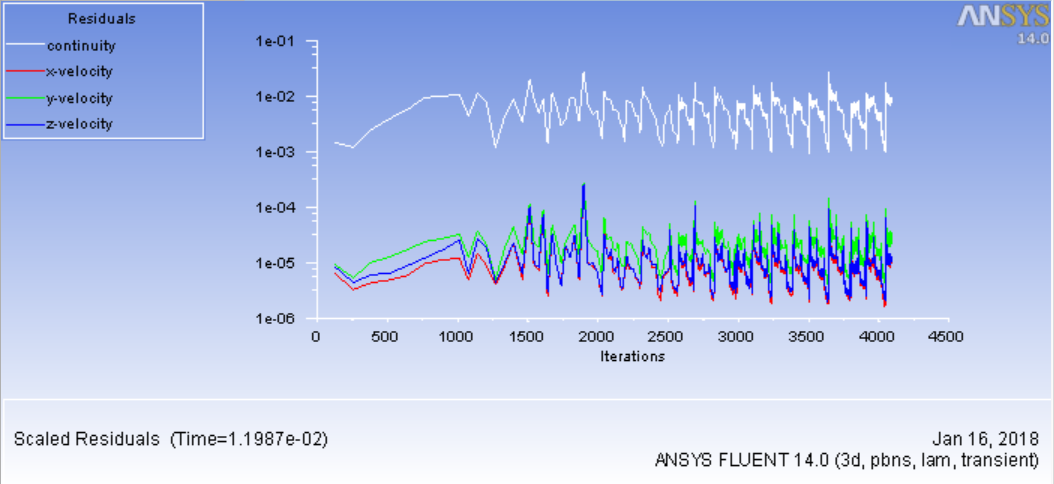 Residuals
continuity
x-velocity
y-velocity
z-velocity
ANSYS
14.0
1e-01
1e-02
1e-03
1e-04
1e-05
1e-06
0 500 1000 1500 2000 2500 3000 3500 4000 4500
Iterations
Scaled Residuals (Time=1.1987e-02)
Jan 16, 2018
ANSYS FLUENT 14.0 (3d, pbns, lam, transient)